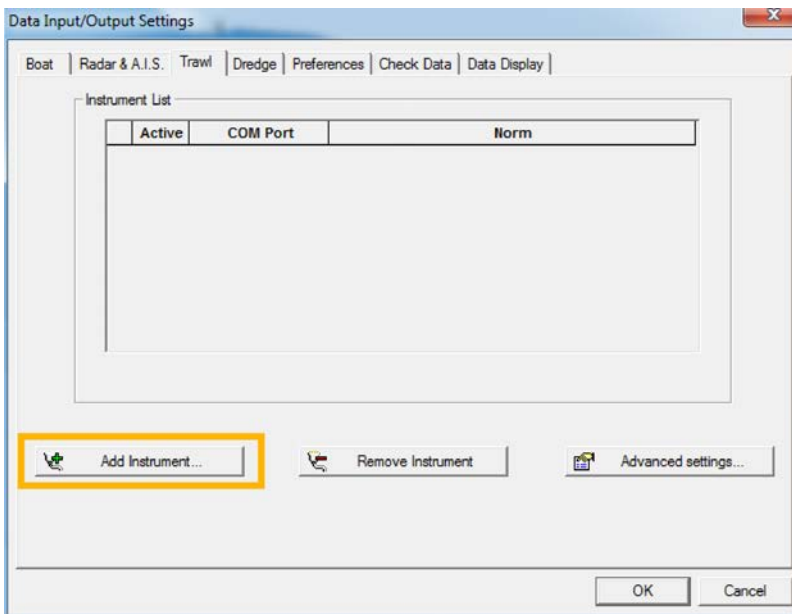 Data Input/Output Settings
Boat Radar & A.I.S. Trawl Dredge Preferences Check Data Data Display
Instrument List
Active COM Port Norm
Add Instrument... Remove Instrument Advanced settings...
OK Cancel